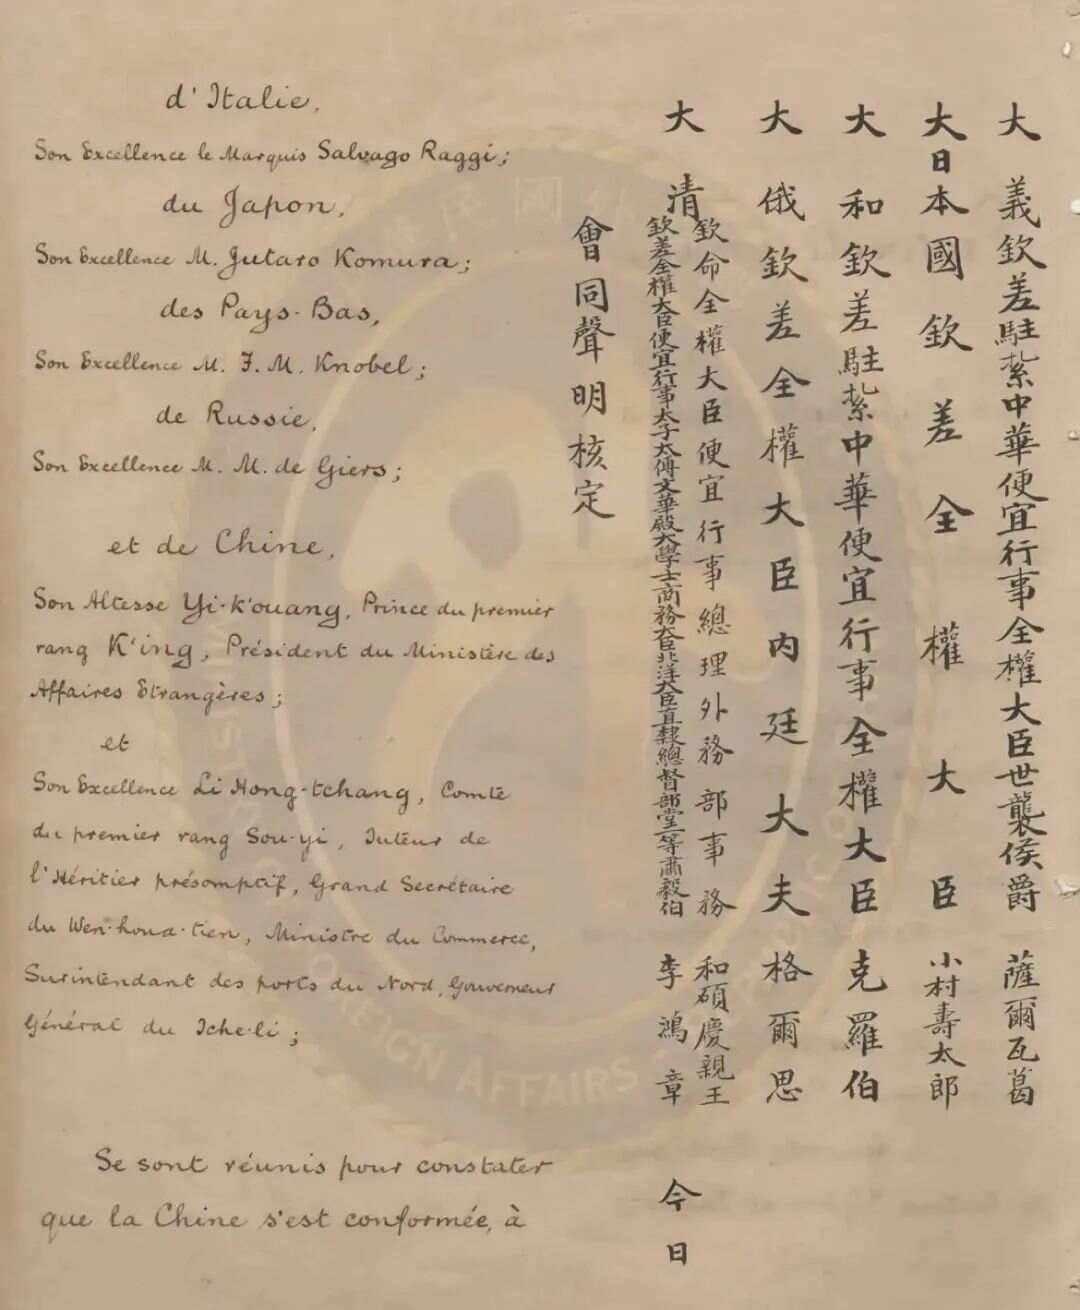 d'Italie,
Son Excellence le Marquis Salvago Raggi;
du Japon,
Son Excellence M. Jutaro Komura;
des Pays-Bas,
Son Excellence M. F. M. Knobel;
de Russie,
Son Excellence M. M. de Giers;
et de Chine,
Son Altesse Yi-k'ouang, Prince du premier
rang K'ing, Président du Ministère des
Affaires Etrangères;
et
Son Excellence Li Hong-tchang, Comte
du premier rang Sou-yi, Tuteur de
l'Héritier présomptif, Grand Secrétaire
du Wen-houa-tien, Ministre du Commerce,
Surintendant des ports du Nord, Gouverneur
Général du Tche-li;
Se sont réunis pour constater
que la Chine s'est conformée, à
大義欽差駐紮中華便宜行事全權大臣世襲侯爵薩爾瓦葛
大日本國欽差全權大臣小村壽太郎
大和欽差駐紮中華便宜行事全權大臣克羅伯
大俄欽差全權大臣內廷大夫格爾思
大清
欽命全權大臣便宜行事總理外務部事務和碩慶親王
欽差全權大臣便宜行事太子太傅文華殿大學士商務大臣北洋大臣直隸總督部堂一等肅毅伯李鴻章
今日
會同聲明核定
FOREIGN AFFAIRS